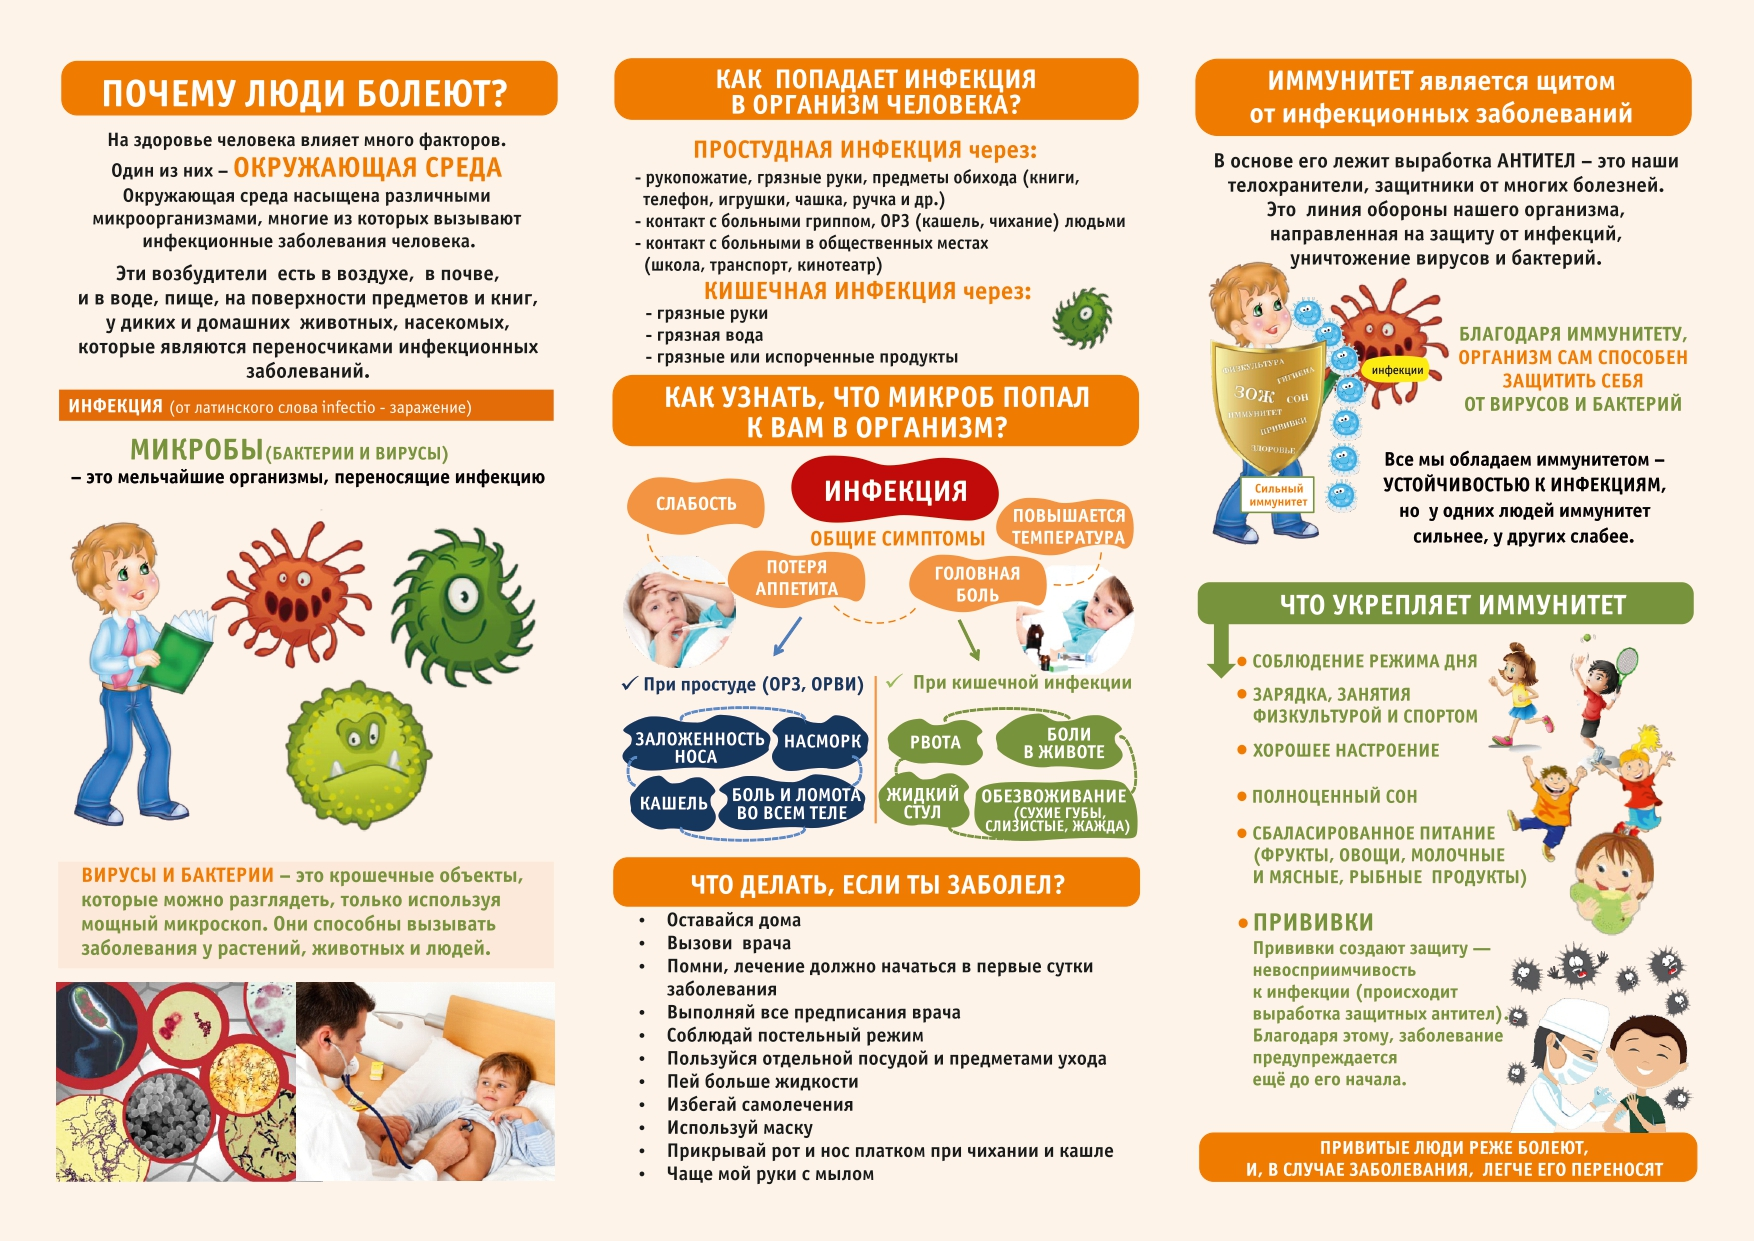 ПОЧЕМУ ЛЮДИ БОЛЕЮТ?
На здоровье человека влияет много факторов.
Один из них – ОКРУЖАЮЩАЯ СРЕДА
Окружающая среда насыщена различными
микроорганизмами, многие из которых вызывают
инфекционные заболевания человека.
Эти возбудители есть в воздухе, в почве,
и в воде, пище, на поверхности предметов и книг,
у диких и домашних животных, насекомых,
которые являются переносчиками инфекционных
заболеваний.
ИНФЕКЦИЯ (от латинского слова infectio - заражение)
МИКРОБЫ (БАКТЕРИИ И ВИРУСЫ)
– это мельчайшие организмы, переносящие инфекцию
ВИРУСЫ И БАКТЕРИИ – это крошечные объекты,
которые можно разглядеть, только используя
мощный микроскоп. Они способны вызывать
заболевания у растений, животных и людей.
КАК ПОПАДАЕТ ИНФЕКЦИЯ
В ОРГАНИЗМ ЧЕЛОВЕКА?
ПРОСТУДНАЯ ИНФЕКЦИЯ через:
- рукопожатие, грязные руки, предметы обихода (книги,
телефон, игрушки, чашка, ручка и др.)
- контакт с больными гриппом, ОРЗ (кашель, чихание) людьми
- контакт с больными в общественных местах
(школа, транспорт, кинотеатр)
КИШЕЧНАЯ ИНФЕКЦИЯ через:
- грязные руки
- грязная вода
- грязные или испорченные продукты
КАК УЗНАТЬ, ЧТО МИКРОБ ПОПАЛ
К ВАМ В ОРГАНИЗМ?
ИНФЕКЦИЯ
СЛАБОСТЬ
ПОВЫШАЕТСЯ
ТЕМПЕРАТУРА
ОБЩИЕ СИМПТОМЫ
ПОТЕРЯ
АППЕТИТА
ГОЛОВНАЯ
БОЛЬ
✓ При простуде (ОРЗ, ОРВИ)
ЗАЛОЖЕННОСТЬ
НОСА
НАСМОРК
КАШЕЛЬ
БОЛЬ И ЛОМОТА
ВО ВСЕМ ТЕЛЕ
✓ При кишечной инфекции
РВОТА
БОЛИ
В ЖИВОТЕ
ЖИДКИЙ
СТУЛ
ОБЕЗВОЖИВАНИЕ
(СУХИЕ ГУБЫ,
СЛИЗИСТЫЕ, ЖАЖДА)
ЧТО ДЕЛАТЬ, ЕСЛИ ТЫ ЗАБОЛЕЛ?
• Оставайся дома
• Вызови врача
• Помни, лечение должно начаться в первые сутки
заболевания
• Выполняй все предписания врача
• Соблюдай постельный режим
• Пользуйся отдельной посудой и предметами ухода
• Пей больше жидкости
• Избегай самолечения
• Используй маску
• Прикрывай рот и нос платком при чихании и кашле
• Чаще мой руки с мылом
ИММУНИТЕТ является щитом
от инфекционных заболеваний
В основе его лежит выработка АНТИТЕЛ – это наши
телохранители, защитники от многих болезней.
Это линия обороны нашего организма,
направленная на защиту от инфекций,
уничтожение вирусов и бактерий.
ФИЗКУЛЬТУРА
ГИГИЕНА
ЗОЖ
СОН
ИММУНИТЕТ
ПРИВИВКИ
ЗДОРОВЬЕ
инфекции
Сильный
иммунитет
БЛАГОДАРЯ ИММУНИТЕТУ,
ОРГАНИЗМ САМ СПОСОБЕН
ЗАЩИТИТЬ СЕБЯ
ОТ ВИРУСОВ И БАКТЕРИЙ
Все мы обладаем иммунитетом –
УСТОЙЧИВОСТЬЮ К ИНФЕКЦИЯМ,
но у одних людей иммунитет
сильнее, у других слабее.
ЧТО УКРЕПЛЯЕТ ИММУНИТЕТ
• СОБЛЮДЕНИЕ РЕЖИМА ДНЯ
• ЗАРЯДКА, ЗАНЯТИЯ
ФИЗКУЛЬТУРОЙ И СПОРТОМ
• ХОРОШЕЕ НАСТРОЕНИЕ
• ПОЛНОЦЕННЫЙ СОН
• СБАЛАСИРОВАННОЕ ПИТАНИЕ
(ФРУКТЫ, ОВОЩИ, МОЛОЧНЫЕ
И МЯСНЫЕ, РЫБНЫЕ ПРОДУКТЫ)
• ПРИВИВКИ
Прививки создают защиту —
невосприимчивость
к инфекции (происходит
выработка защитных антител).
Благодаря этому, заболевание
предупреждается
ещё до его начала.
ПРИВИТЫЕ ЛЮДИ РЕЖЕ БОЛЕЮТ,
И, В СЛУЧАЕ ЗАБОЛЕВАНИЯ, ЛЕГЧЕ ЕГО ПЕРЕНОСЯТ